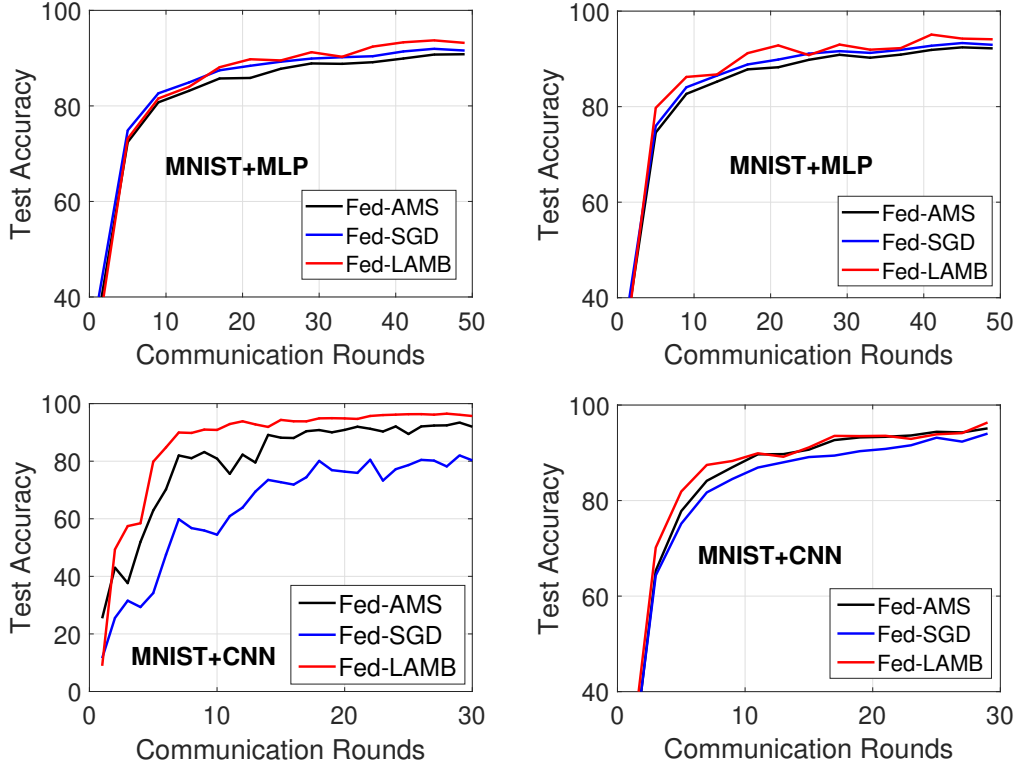 100
80
60
40
Test Accuracy
MNIST+MLP
Fed-AMS
Fed-SGD
Fed-LAMB
0 10 20 30 40 50
Communication Rounds
100
80
60
40
Test Accuracy
MNIST+MLP
Fed-AMS
Fed-SGD
Fed-LAMB
0 10 20 30 40 50
Communication Rounds
100
80
60
40
20
0
Test Accuracy
MNIST+CNN
Fed-AMS
Fed-SGD
Fed-LAMB
0 10 20 30
Communication Rounds
100
80
60
40
Test Accuracy
MNIST+CNN
Fed-AMS
Fed-SGD
Fed-LAMB
0 10 20 30
Communication Rounds